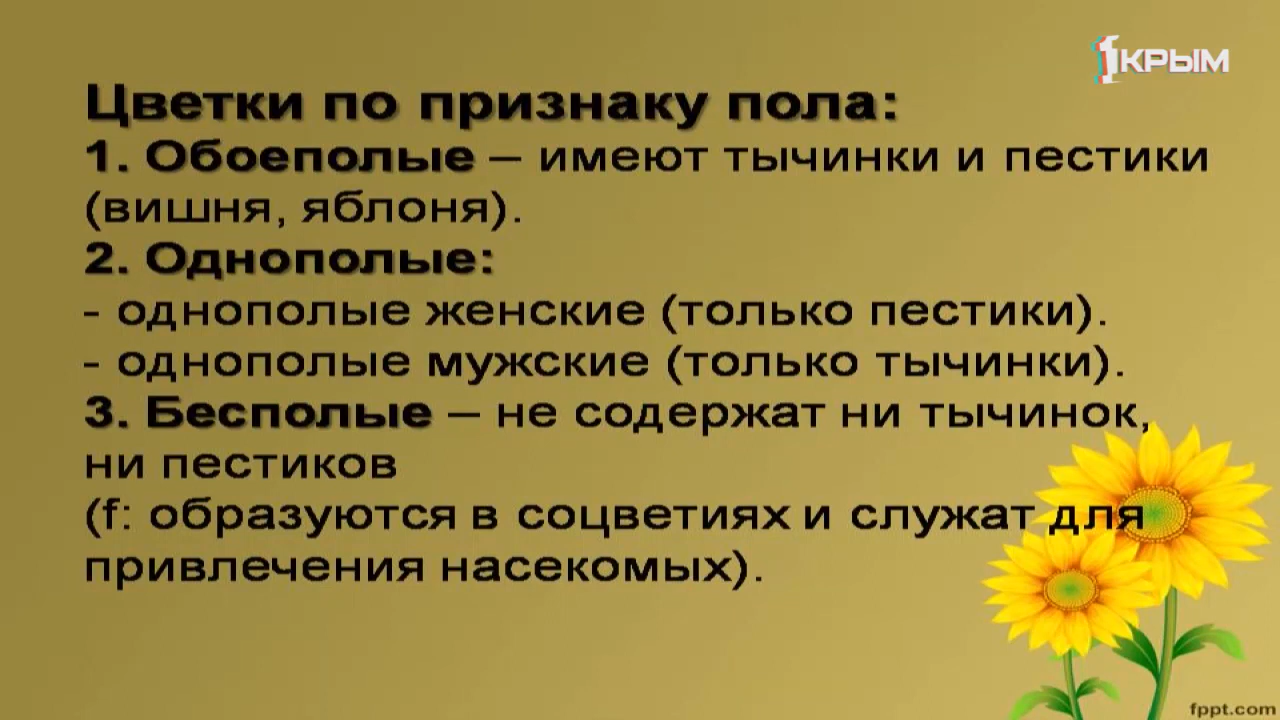 1КРЫМ
Цветки по признаку пола:
1. Обоеполые – имеют тычинки и пестики
(вишня, яблоня).
2. Однополые:
- однополые женские (только пестики).
- однополые мужские (только тычинки).
3. Бесполые – не содержат ни тычинок,
ни пестиков
(f: образуются в соцветиях и служат для
привлечения насекомых).
fppt.com